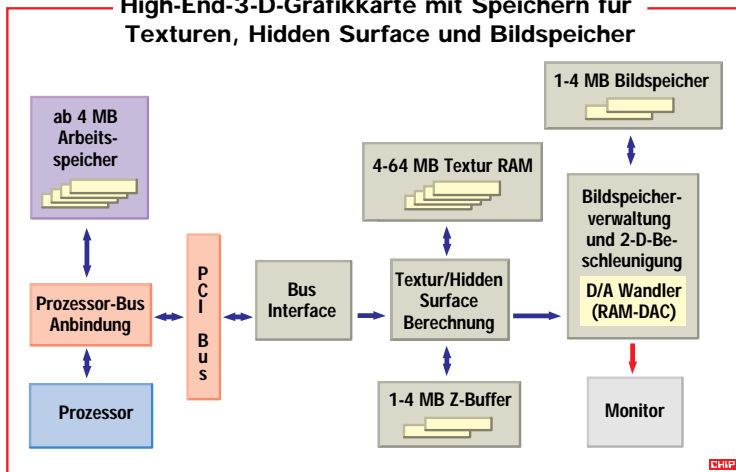 High-End-3-D-Grafikkarte mit Speichern für
Texturen, Hidden Surface und Bildspeicher
1-4 MB Bildspeicher
ab 4 MB
Arbeits-
speicher
4-64 MB Textur RAM
Bildspeicher-
verwaltung
und 2-D-Be-
schleunigung
D/A Wandler
(RAM-DAC)
Prozessor-Bus
Anbindung
PCI Bus
Bus
Interface
Textur/Hidden
Surface
Berechnung
Prozessor
1-4 MB Z-Buffer
Monitor
CHIP